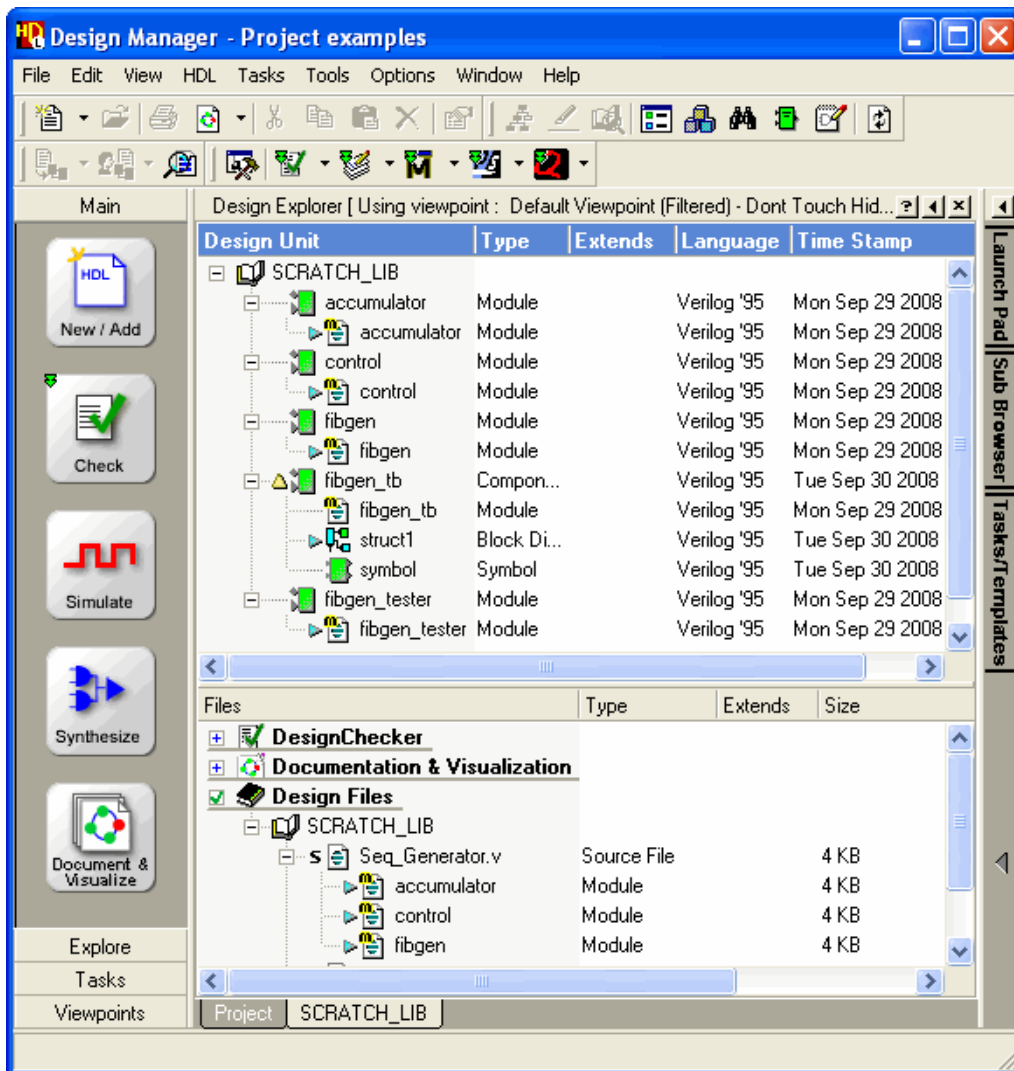 Design Manager - Project examples
File Edit View HDL Tasks Tools Options Window Help
Main
HDL
New / Add
Check
Simulate
Synthesize
Document & Visualize
Explore
Tasks
Viewpoints
Design Explorer [ Using viewpoint : Default Viewpoint (Filtered) - Dont Touch Hid...
Design Unit Type Extends Language Time Stamp
SCRATCH_LIB
accumulator Module Verilog '95 Mon Sep 29 2008
accumulator Module Verilog '95 Mon Sep 29 2008
control Module Verilog '95 Mon Sep 29 2008
control Module Verilog '95 Mon Sep 29 2008
fibgen Module Verilog '95 Mon Sep 29 2008
fibgen Module Verilog '95 Mon Sep 29 2008
fibgen_tb Compon... Verilog '95 Tue Sep 30 2008
fibgen_tb Module Verilog '95 Mon Sep 29 2008
struct1 Block Di... Verilog '95 Tue Sep 30 2008
symbol Symbol Verilog '95 Tue Sep 30 2008
fibgen_tester Module Verilog '95 Mon Sep 29 2008
fibgen_tester Module Verilog '95 Mon Sep 29 2008
Files Type Extends Size
DesignChecker
Documentation & Visualization
Design Files
SCRATCH_LIB
S Seq_Generator.v Source File 4 KB
accumulator Module 4 KB
control Module 4 KB
fibgen Module 4 KB
Project SCRATCH_LIB
Launch Pad
Sub Browser
Tasks/Templates